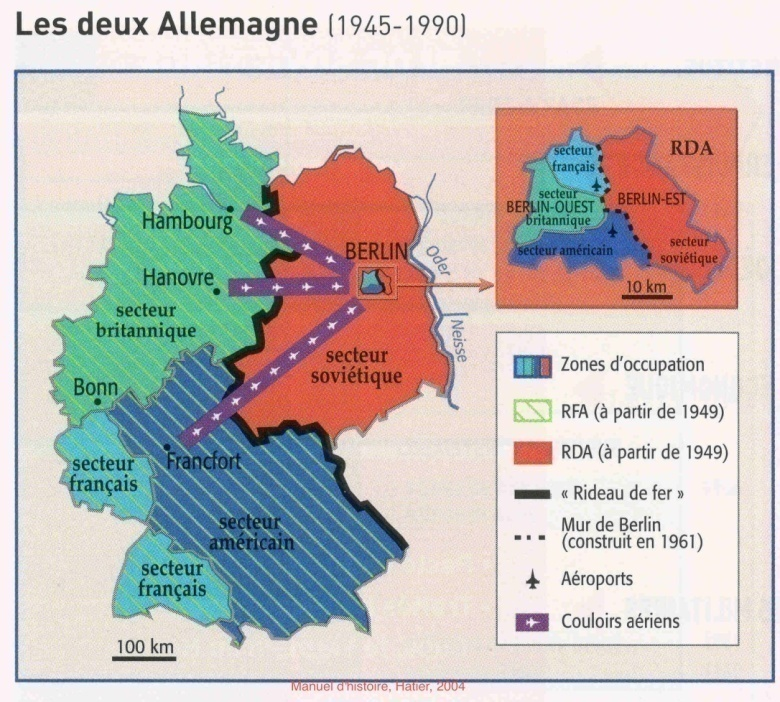 Les deux Allemagne (1945-1990)
Hambourg
Hanovre
secteur
britannique
Bonn
secteur
français
Francfort
secteur
américain
secteur
français
100 km
BERLIN
secteur
soviétique
Oder
Neisse
RDA
secteur
français
secteur
BERLIN-OUEST
britannique
BERLIN-EST
secteur américain
secteur
soviétique
10 km
Zones d'occupation
RFA (à partir de 1949)
RDA (à partir de 1949)
« Rideau de fer »
Mur de Berlin
(construit en 1961)
Aéroports
Couloirs aériens
Manuel d'histoire, Hatier, 2004